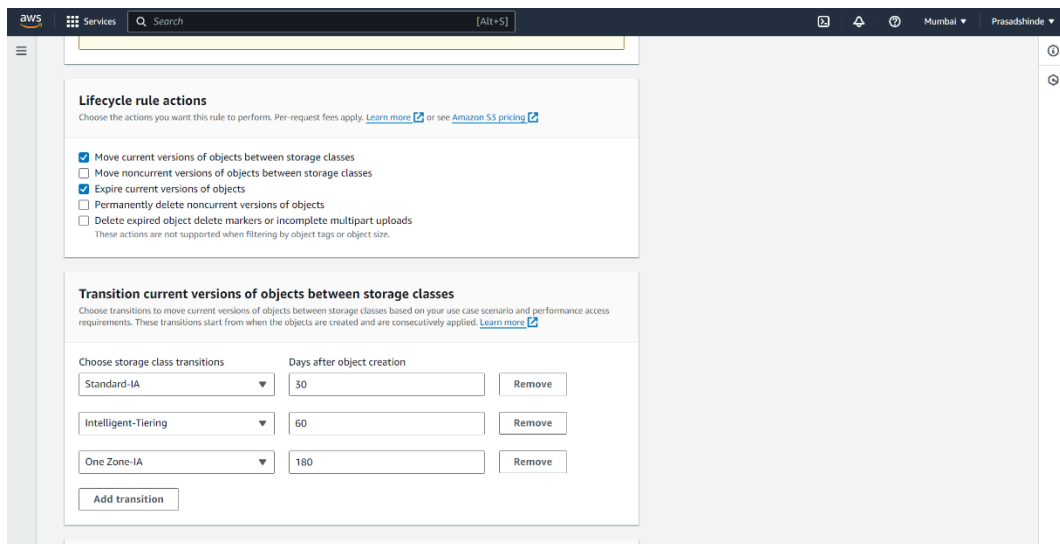 aws
Services
Search
[Alt+S]
Mumbai
Prasadshinde
Lifecycle rule actions
Choose the actions you want this rule to perform. Per-request fees apply. Learn more or see Amazon S3 pricing
Move current versions of objects between storage classes
Move noncurrent versions of objects between storage classes
Expire current versions of objects
Permanently delete noncurrent versions of objects
Delete expired object delete markers or incomplete multipart uploads
These actions are not supported when filtering by object tags or object size.
Transition current versions of objects between storage classes
Choose transitions to move current versions of objects between storage classes based on your use case scenario and performance access
requirements. These transitions start from when the objects are created and are consecutively applied. Learn more
Choose storage class transitions
Days after object creation
Standard-IA
30
Remove
Intelligent-Tiering
60
Remove
One Zone-IA
180
Remove
Add transition